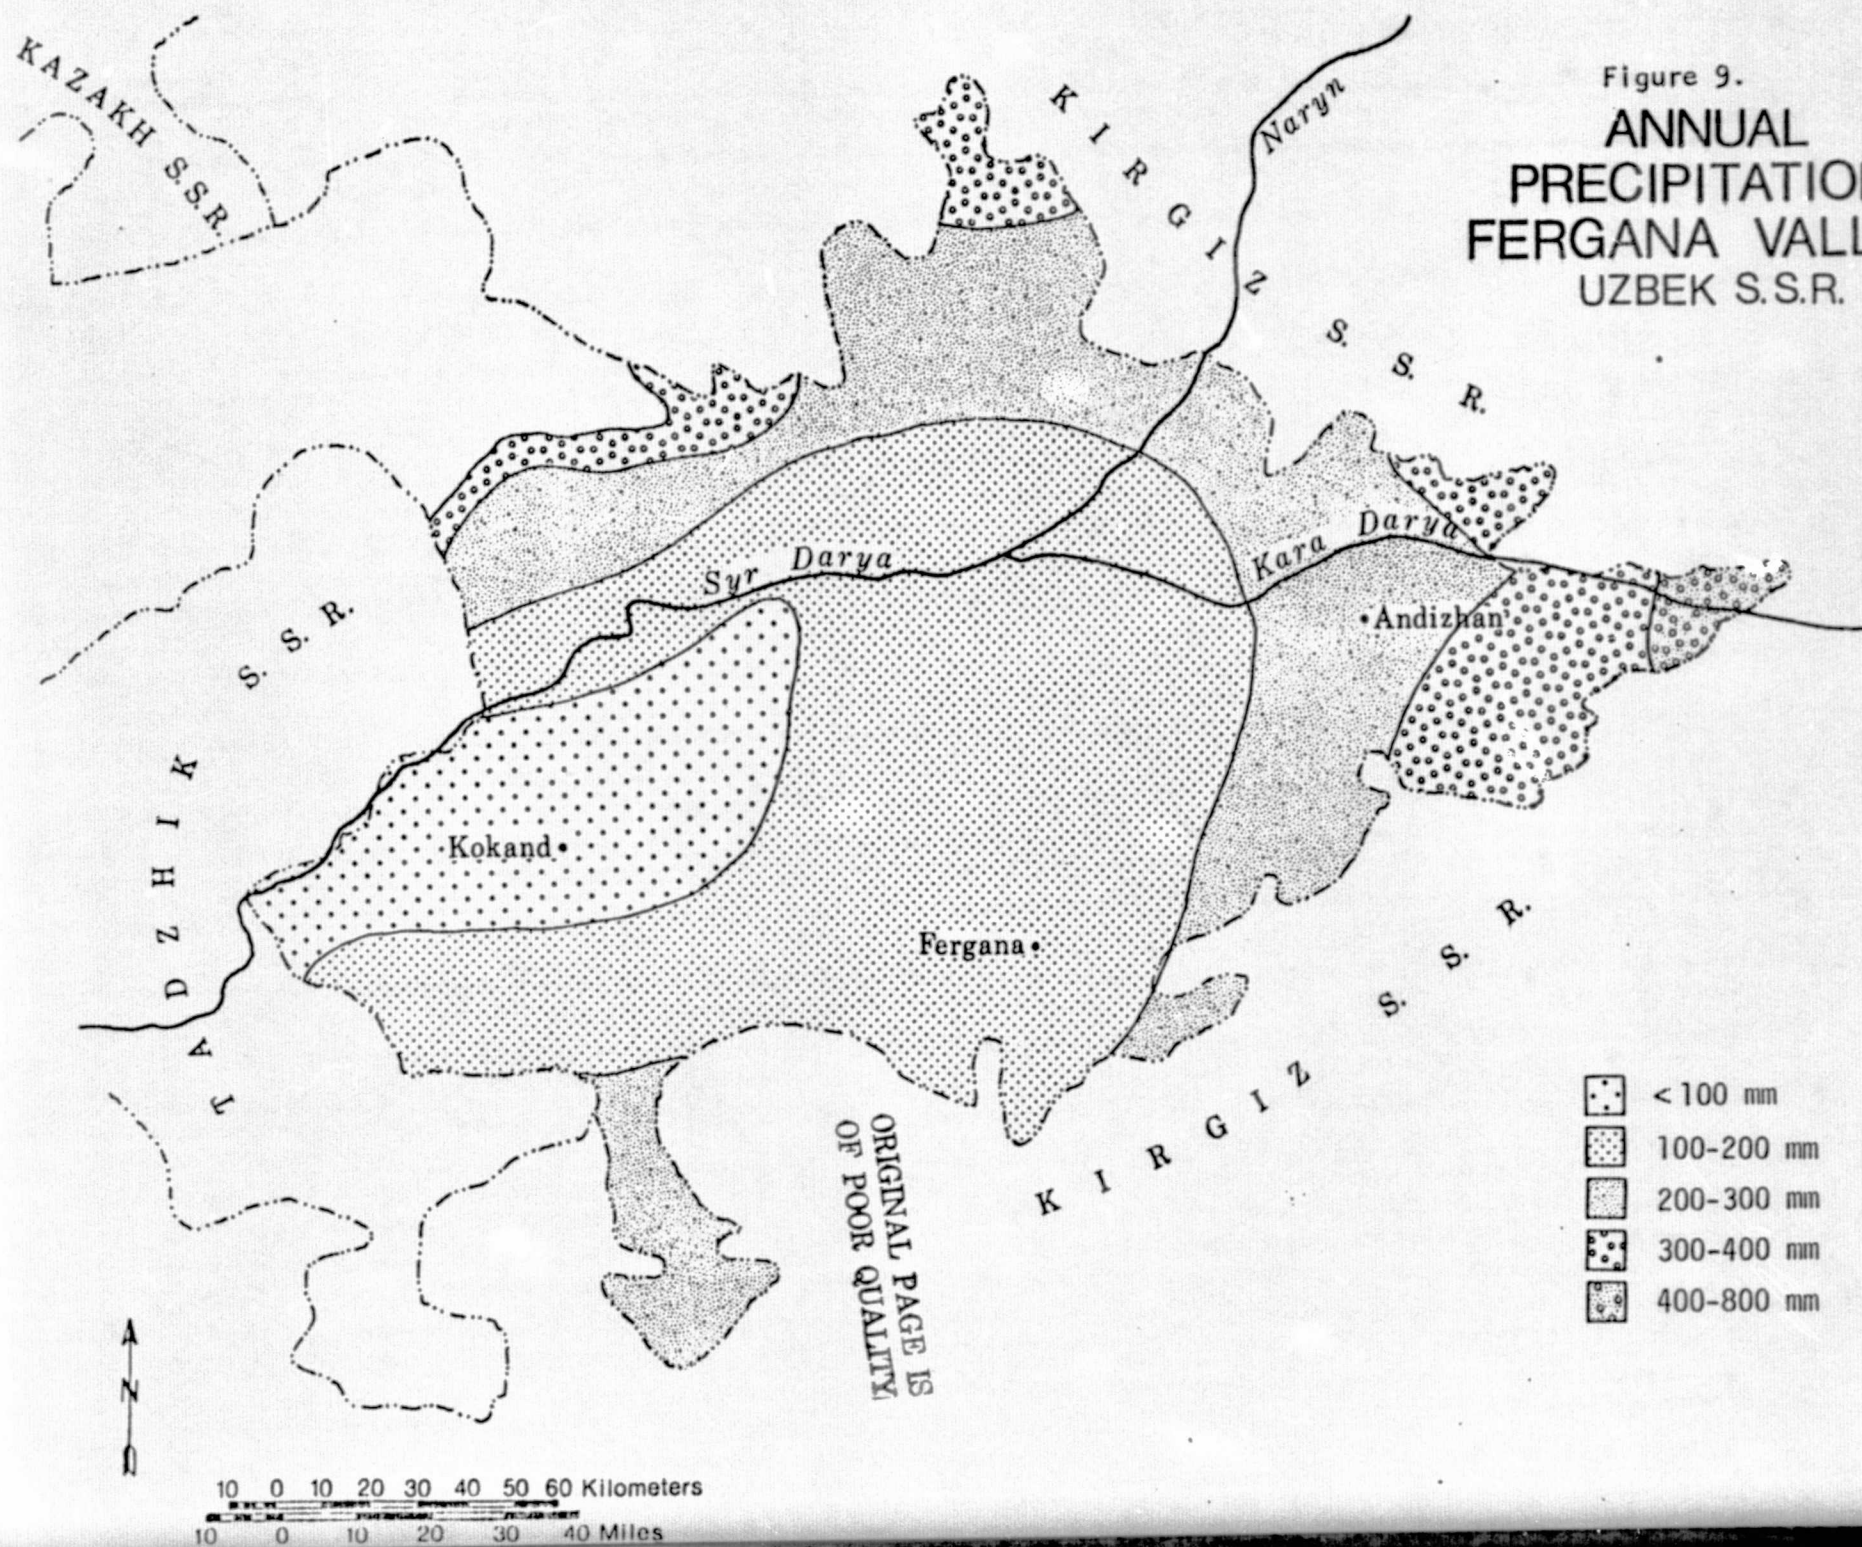 Figure 9.
ANNUAL
PRECIPITATIO
FERGANA VALL
UZBEK S.S.R.
KAZAKH S.S.R.
KIRGIZ S. S. R.
Naryn
TADZHIK S. S. R.
Syr Darya
Kara Darya
Andizhan
Kokand
Fergana
KIRGIZ S. S. R.
ORIGINAL PAGE IS
OF POOR QUALITY
< 100 mm
100-200 mm
200-300 mm
300-400 mm
400-800 mm
N
10 0 10 20 30 40 50 60 Kilometers
10 0 10 20 30 40 Miles